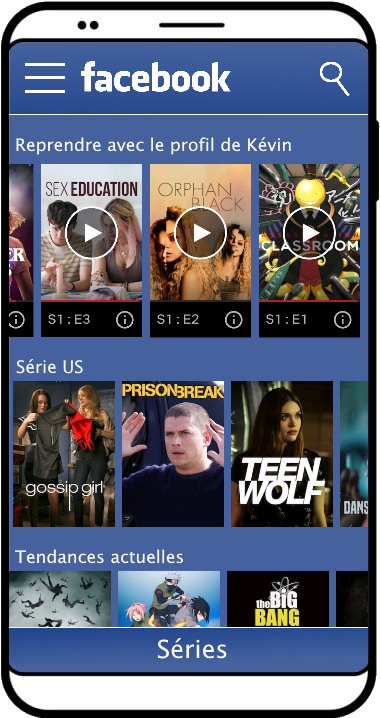 facebook
Reprendre avec le profil de Kévin
SEX EDUCATION
ORPHAN
BLACK
CLASSROOM
S1:E3
S1:E2
S1:E1
Série US
gossip girl
PRISON BREAK
TEEN
WOLF
DANS
Tendances actuelles
the BIG
BANG
Séries